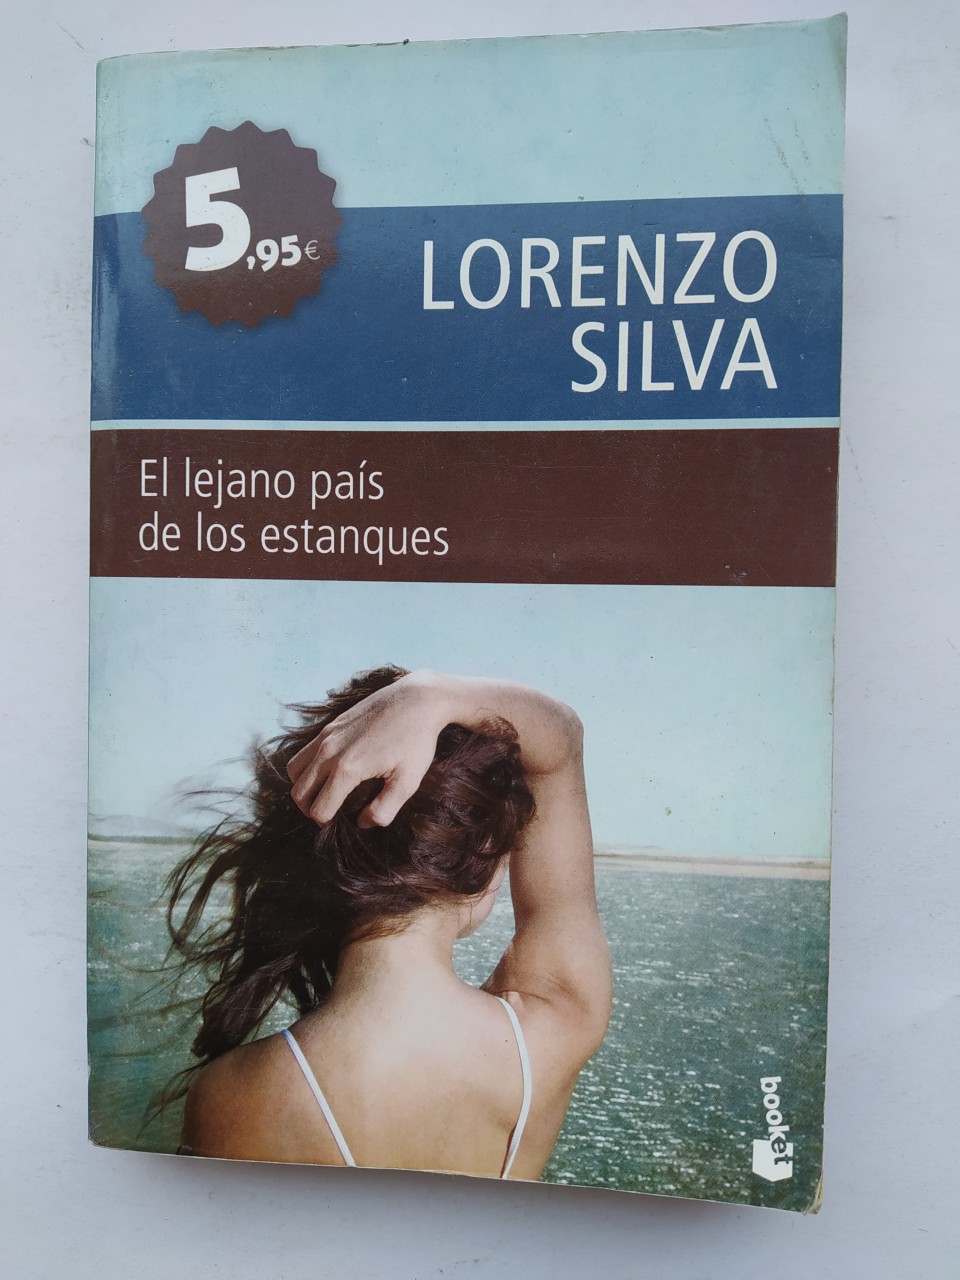 5,95€
LORENZO
SILVA
El lejano país
de los estanques
booket